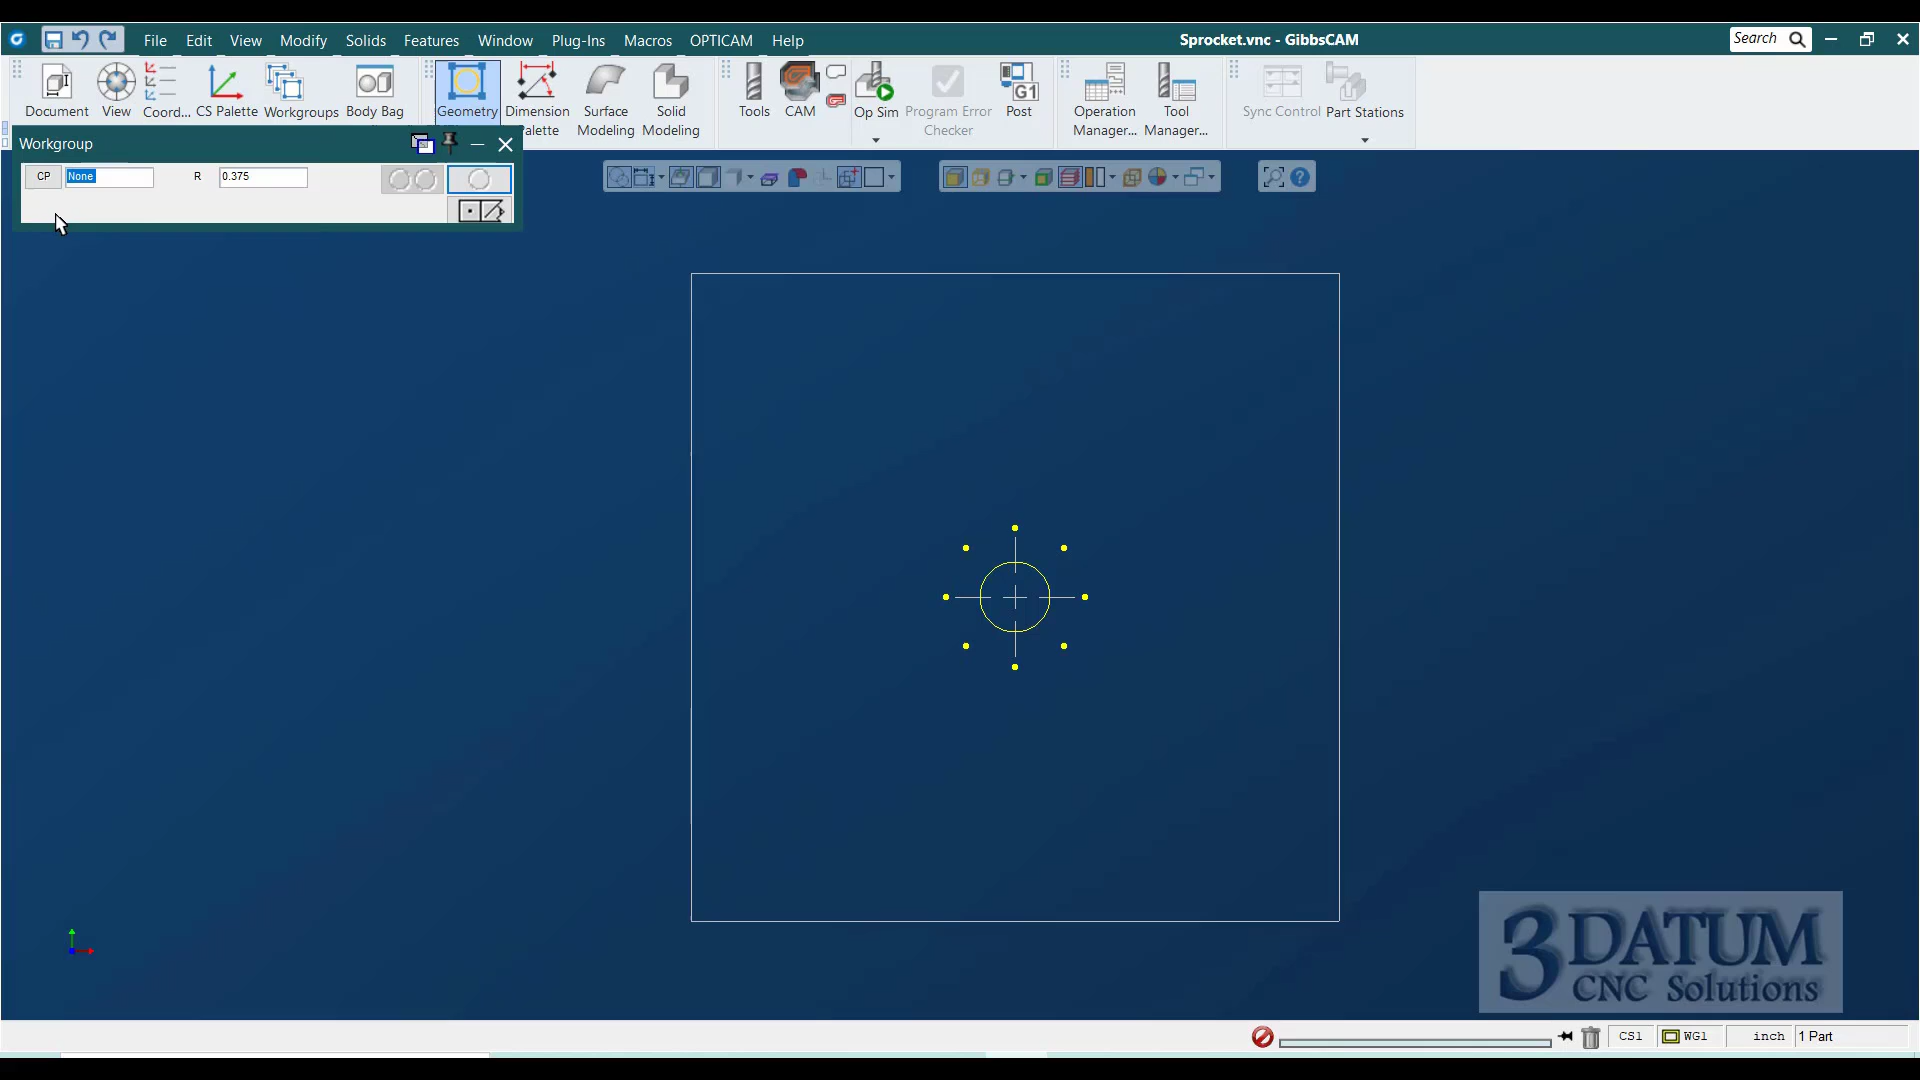 File Edit View Modify Solids Features Window Plug-Ins Macros OPTICAM Help
Sprocket.vnc - GibbsCAM
Search
Document View Coord... CS Palette Workgroups Body Bag
Geometry Dimension Surface Solid
alette Modeling Modeling
Tools CAM Op Sim Program Error Post
Checker
G1
Operation Tool
Manager... Manager...
Sync Control Part Stations
Workgroup
CP None R 0.375
3DATUM
CNC Solutions
CS1 WG1 inch 1 Part